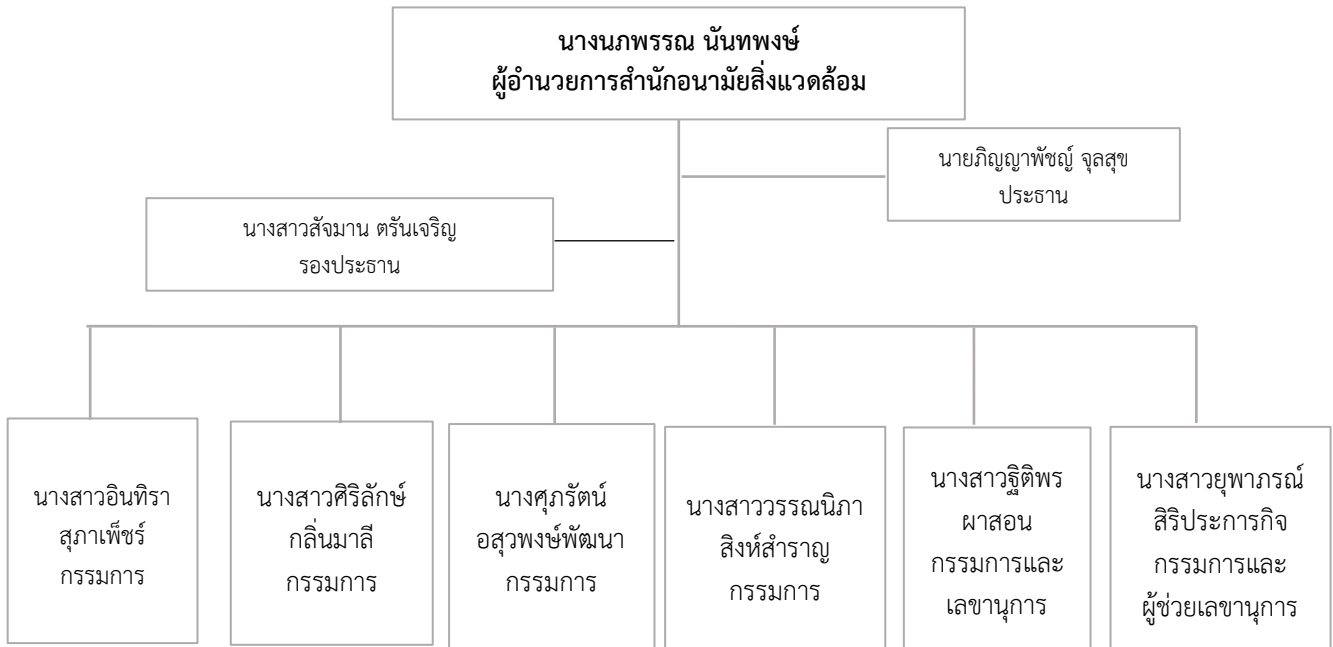 นางนภพรรณ นันทพงษ์
ผู้อำนวยการสำนักอนามัยสิ่งแวดล้อม
นายภิญญาพัชญ์ จุลสุข
ประธาน
นางสาวสัจมาน ตรันเจริญ
รองประธาน
นางสาวอินทิรา
สุภาเพ็ชร์
กรรมการ
นางสาวศิริลักษ์
กลิ่นมาลี
กรรมการ
นางศุภรัตน์
อสุวพงษ์พัฒนา
กรรมการ
นางสาววรรณนิภา
สิงห์สำราญ
กรรมการ
นางสาวฐิติพร
ผาสอน
กรรมการและ
เลขานุการ
นางสาวยุพาภรณ์
สิริประการกิจ
กรรมการและ
ผู้ช่วยเลขานุการ